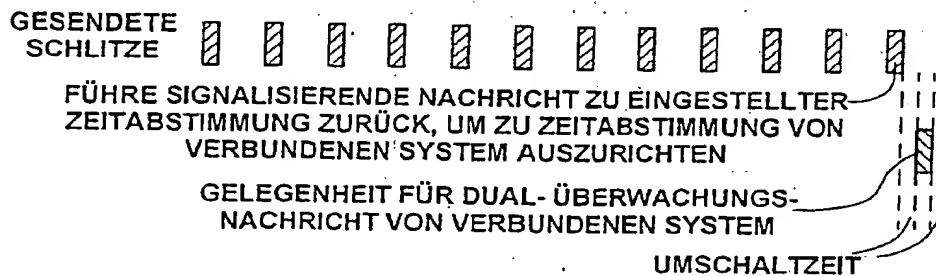 GESENDETE
SCHLITZE
FÜHRE SIGNALISIERENDE NACHRICHT ZU EINGESTELLTER
ZEITABSTIMMUNG ZURÜCK, UM ZU ZEITABSTIMMUNG VON
VERBUNDENEN SYSTEM AUSZURICHTEN
GELEGENHEIT FÜR DUAL-ÜBERWACHUNGS-
NACHRICHT VON VERBUNDENEN SYSTEM
UMSCHALTZEIT